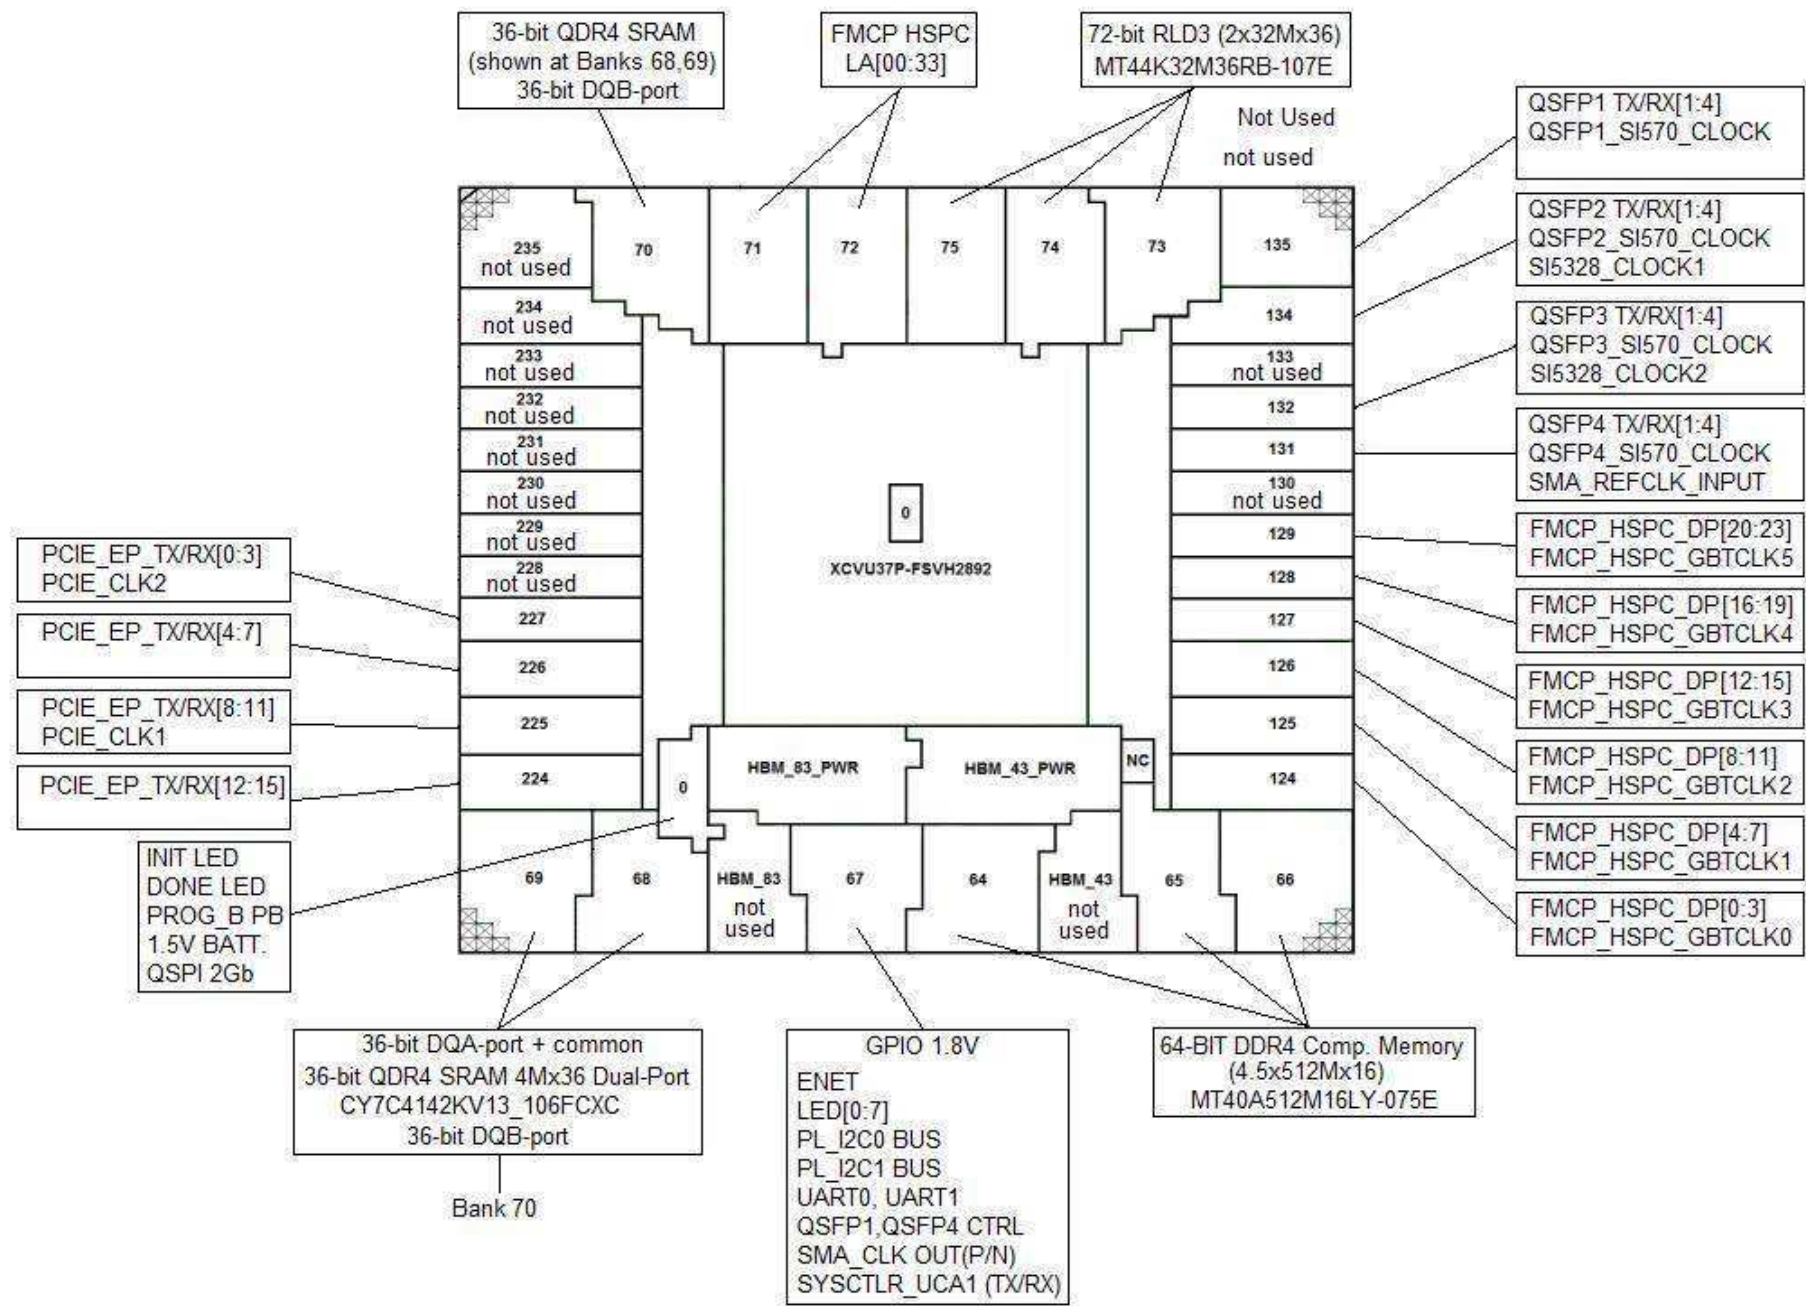 36-bit QDR4 SRAM
(shown at Banks 68,69)
36-bit DQB-port
FMCP HSPC
LA[00:33]
72-bit RLD3 (2x32Mx36)
MT44K32M36RB-107E
Not Used
not used
QSFP1 TX/RX[1:4]
QSFP1_SI570_CLOCK
QSFP2 TX/RX[1:4]
QSFP2_SI570_CLOCK
SI5328_CLOCK1
QSFP3 TX/RX[1:4]
QSFP3_SI570_CLOCK
SI5328_CLOCK2
QSFP4 TX/RX[1:4]
QSFP4_SI570_CLOCK
SMA_REFCLK_INPUT
FMCP_HSPC_DP[20:23]
FMCP_HSPC_GBTCLK5
FMCP_HSPC_DP[16:19]
FMCP_HSPC_GBTCLK4
FMCP_HSPC_DP[12:15]
FMCP_HSPC_GBTCLK3
FMCP_HSPC_DP[8:11]
FMCP_HSPC_GBTCLK2
FMCP_HSPC_DP[4:7]
FMCP_HSPC_GBTCLK1
FMCP_HSPC_DP[0:3]
FMCP_HSPC_GBTCLK0
235
not used
70
71
72
75
74
73
135
234
not used
134
233
not used
133
not used
232
not used
132
231
not used
131
230
not used
130
not used
229
not used
129
228
not used
128
227
127
226
126
225
125
224
124
0
XCVU37P-FSVH2892
HBM_83_PWR
HBM_43_PWR
NC
0
69
68
HBM_83
not
used
67
64
HBM_43
not
used
65
66
PCIE_EP_TX/RX[0:3]
PCIE_CLK2
PCIE_EP_TX/RX[4:7]
PCIE_EP_TX/RX[8:11]
PCIE_CLK1
PCIE_EP_TX/RX[12:15]
INIT LED
DONE LED
PROG_B PB
1.5V BATT.
QSPI 2Gb
36-bit DQA-port + common
36-bit QDR4 SRAM 4Mx36 Dual-Port
CY7C4142KV13_106FCXC
36-bit DQB-port
Bank 70
GPIO 1.8V
ENET
LED[0:7]
PL_I2C0 BUS
PL_I2C1 BUS
UART0, UART1
QSFP1,QSFP4 CTRL
SMA_CLK OUT(P/N)
SYSCTLR_UCA1 (TX/RX)
64-BIT DDR4 Comp. Memory
(4.5x512Mx16)
MT40A512M16LY-075E